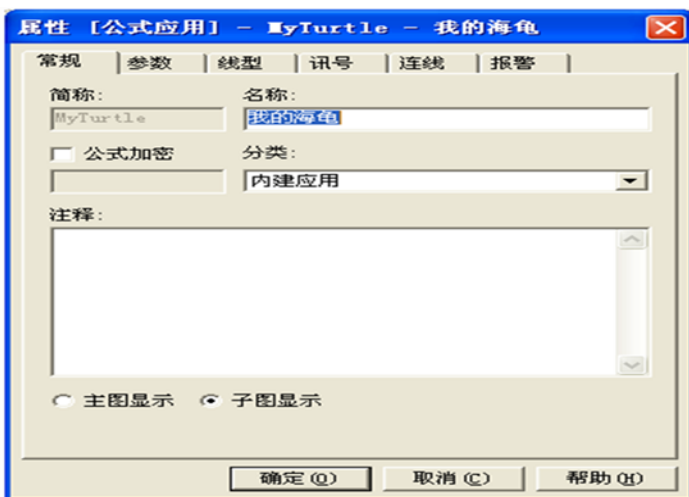 属性 [公式应用] - MyTurtle - 我的海龟
常规 参数 线型 讯号 连线 报警
简称: 名称:
MyTurtle 我的海龟
公式加密 分类:
内建应用
注释:
主图显示 子图显示
确定(O) 取消(C) 帮助(H)